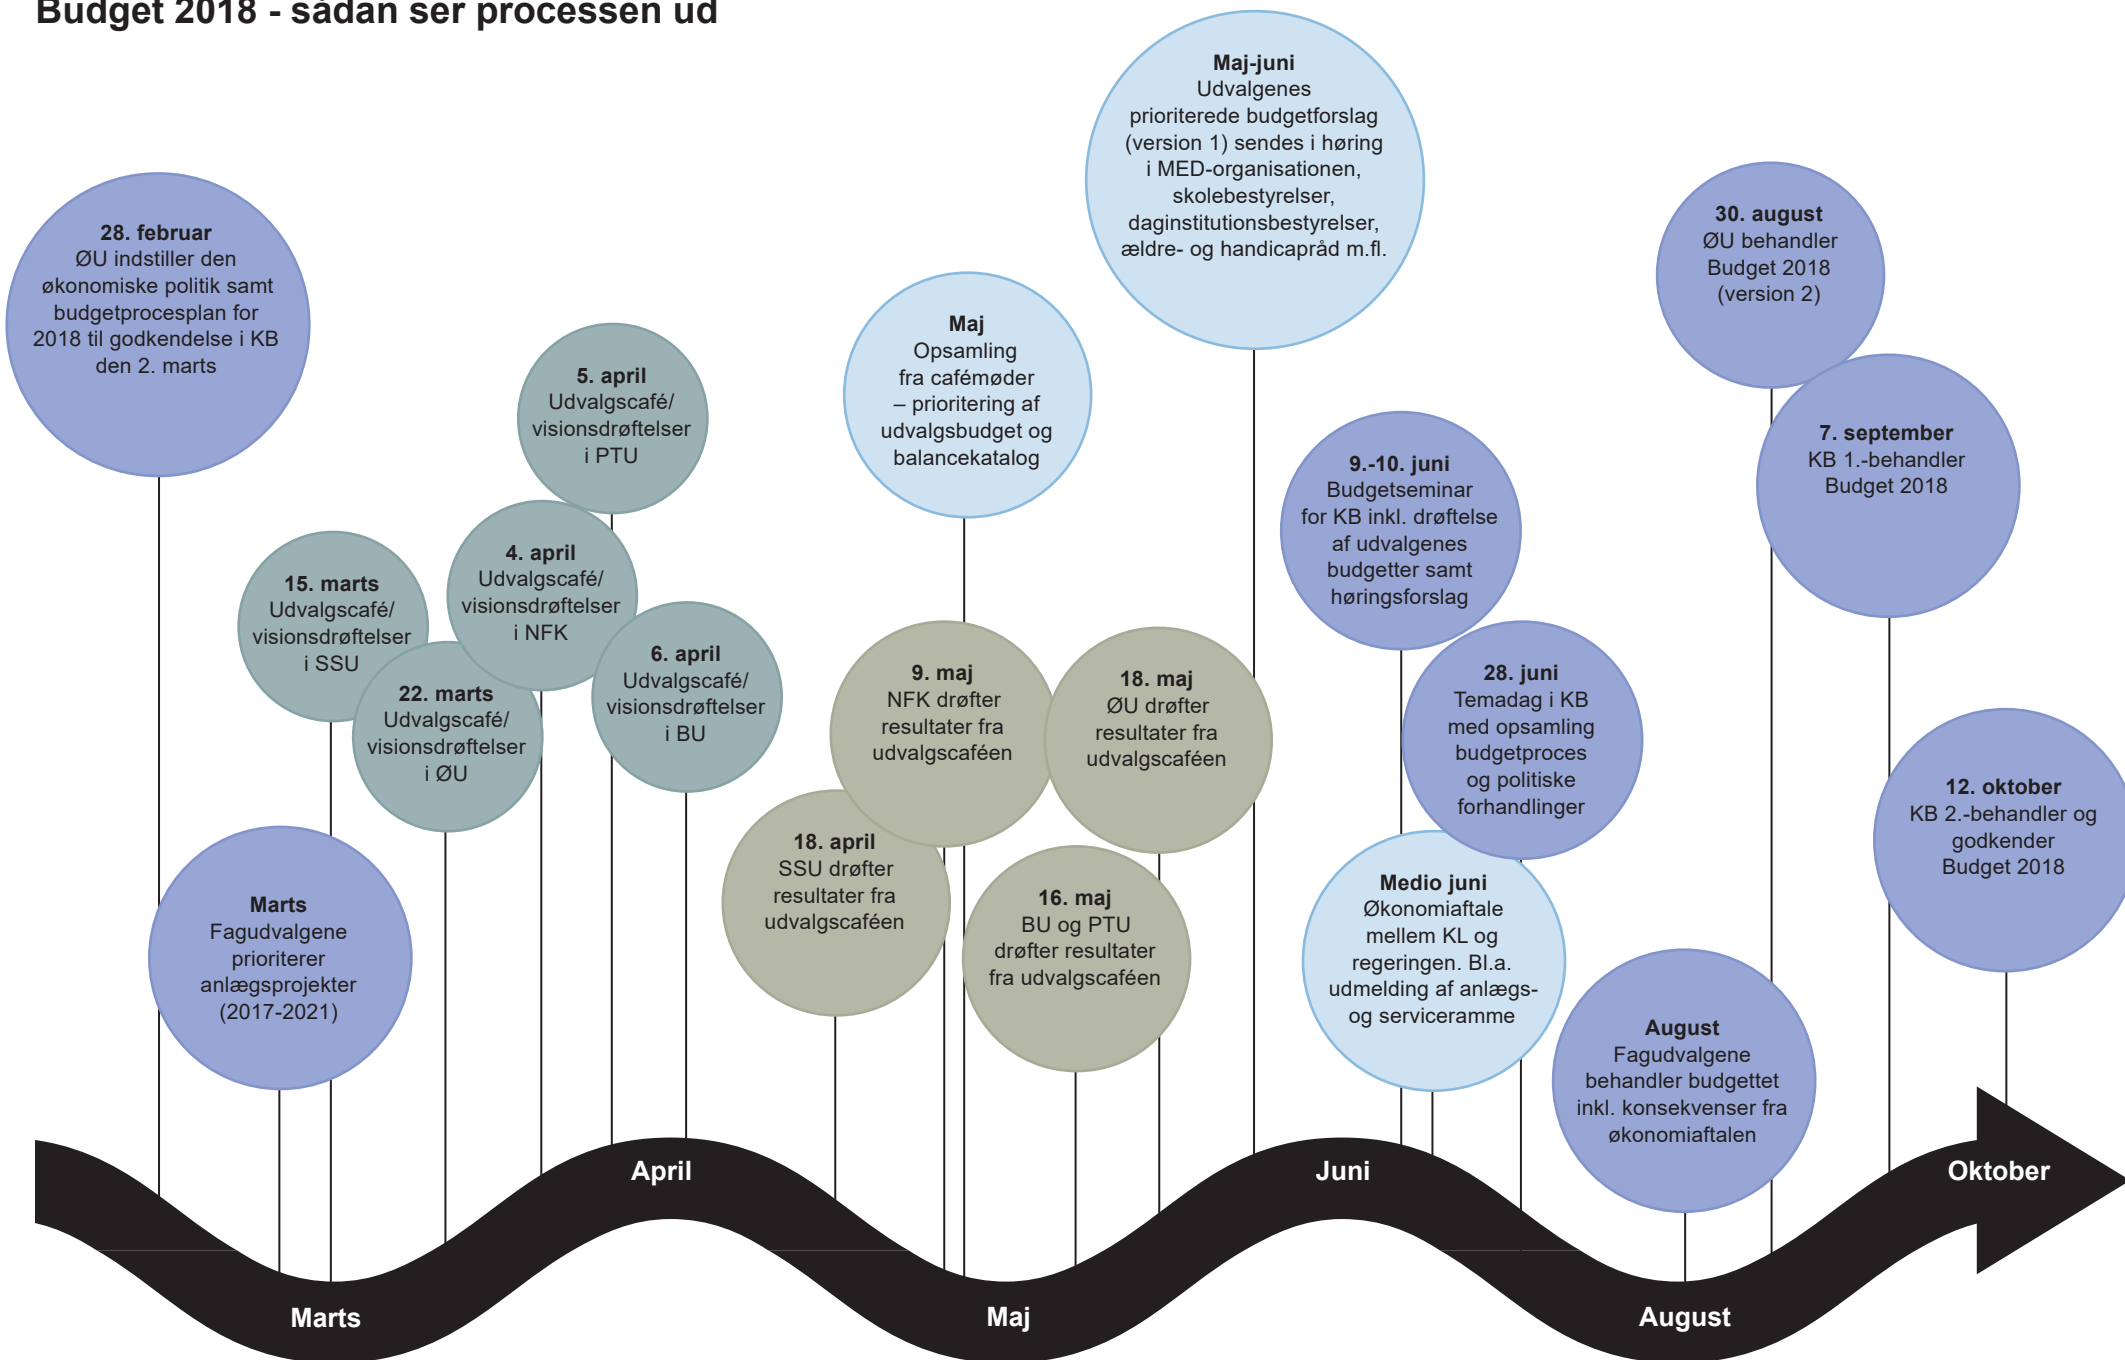 Budget 2018 - sådan ser processen ud
28. februar
ØU indstiller den
økonomiske politik samt
budgetprocesplan for
2018 til godkendelse i KB
den 2. marts
Marts
Fagudvalgene
prioriterer
anlægsprojekter
(2017-2021)
15. marts
Udvalgscafé/
visionsdrøftelser
i SSU
22. marts
Udvalgscafé/
visionsdrøftelser
i ØU
4. april
Udvalgscafé/
visionsdrøftelser
i NFK
5. april
Udvalgscafé/
visionsdrøftelser
i PTU
6. april
Udvalgscafé/
visionsdrøftelser
i BU
18. april
SSU drøfter
resultater fra
udvalgscaféen
9. maj
NFK drøfter
resultater fra
udvalgscaféen
Maj
Opsamling
fra cafémøder
– prioritering af
udvalgsbudget og
balancekatalog
16. maj
BU og PTU
drøfter resultater
fra udvalgscaféen
18. maj
ØU drøfter
resultater fra
udvalgscaféen
Maj-juni
Udvalgenes
prioriterede budgetforslag
(version 1) sendes i høring
i MED-organisationen,
skolebestyrelser,
daginstitutionsbestyrelser,
ældre- og handicapråd m.fl.
9.-10. juni
Budgetseminar
for KB inkl. drøftelse
af udvalgenes
budgetter samt
høringsforslag
Medio juni
Økonomiaftale
mellem KL og
regeringen. Bl.a.
udmelding af anlægs-
og serviceramme
28. juni
Temadag i KB
med opsamling
budgetproces
og politiske
forhandlinger
August
Fagudvalgene
behandler budgettet
inkl. konsekvenser fra
økonomiaftalen
30. august
ØU behandler
Budget 2018
(version 2)
7. september
KB 1.-behandler
Budget 2018
12. oktober
KB 2.-behandler og
godkender
Budget 2018
Marts
April
Maj
Juni
August
Oktober